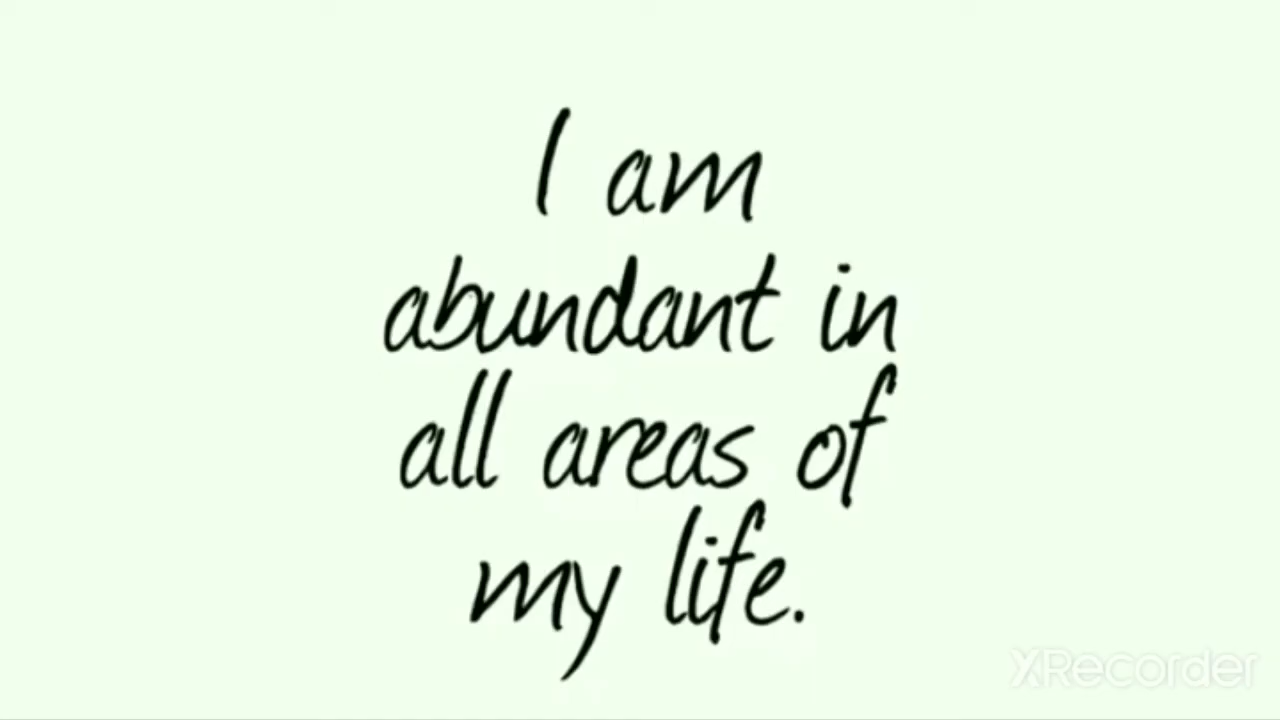 I am
abundant in
all areas of
my life.
XRecorder